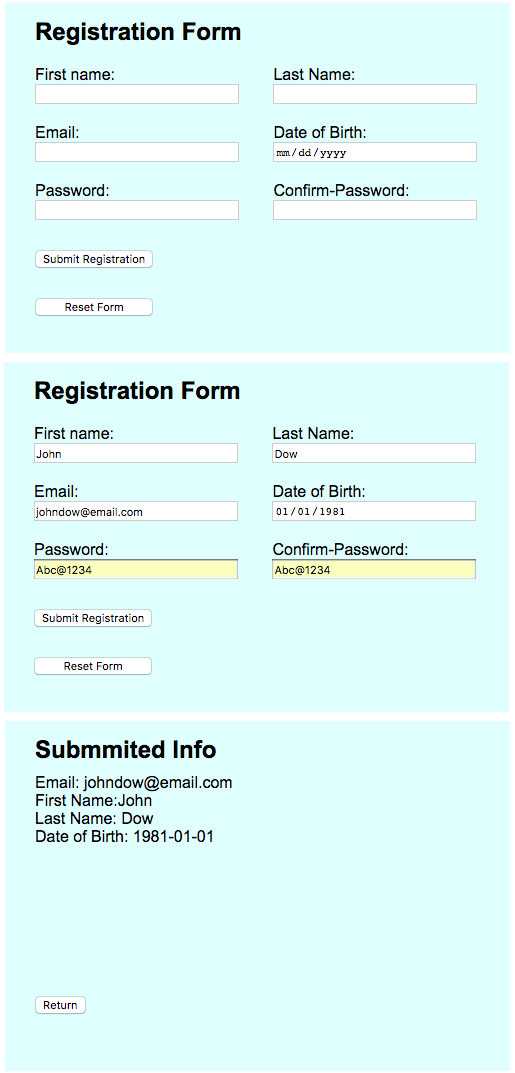 Registration Form
First name: Last Name:
Email: Date of Birth:
mm/dd/yyyy
Password: Confirm-Password:
Submit Registration
Reset Form
Registration Form
First name: Last Name:
John Dow
Email: Date of Birth:
johndow@email.com 01/01/1981
Password: Confirm-Password:
Abc@1234 Abc@1234
Submit Registration
Reset Form
Submmited Info
Email: johndow@email.com
First Name:John
Last Name: Dow
Date of Birth: 1981-01-01
Return